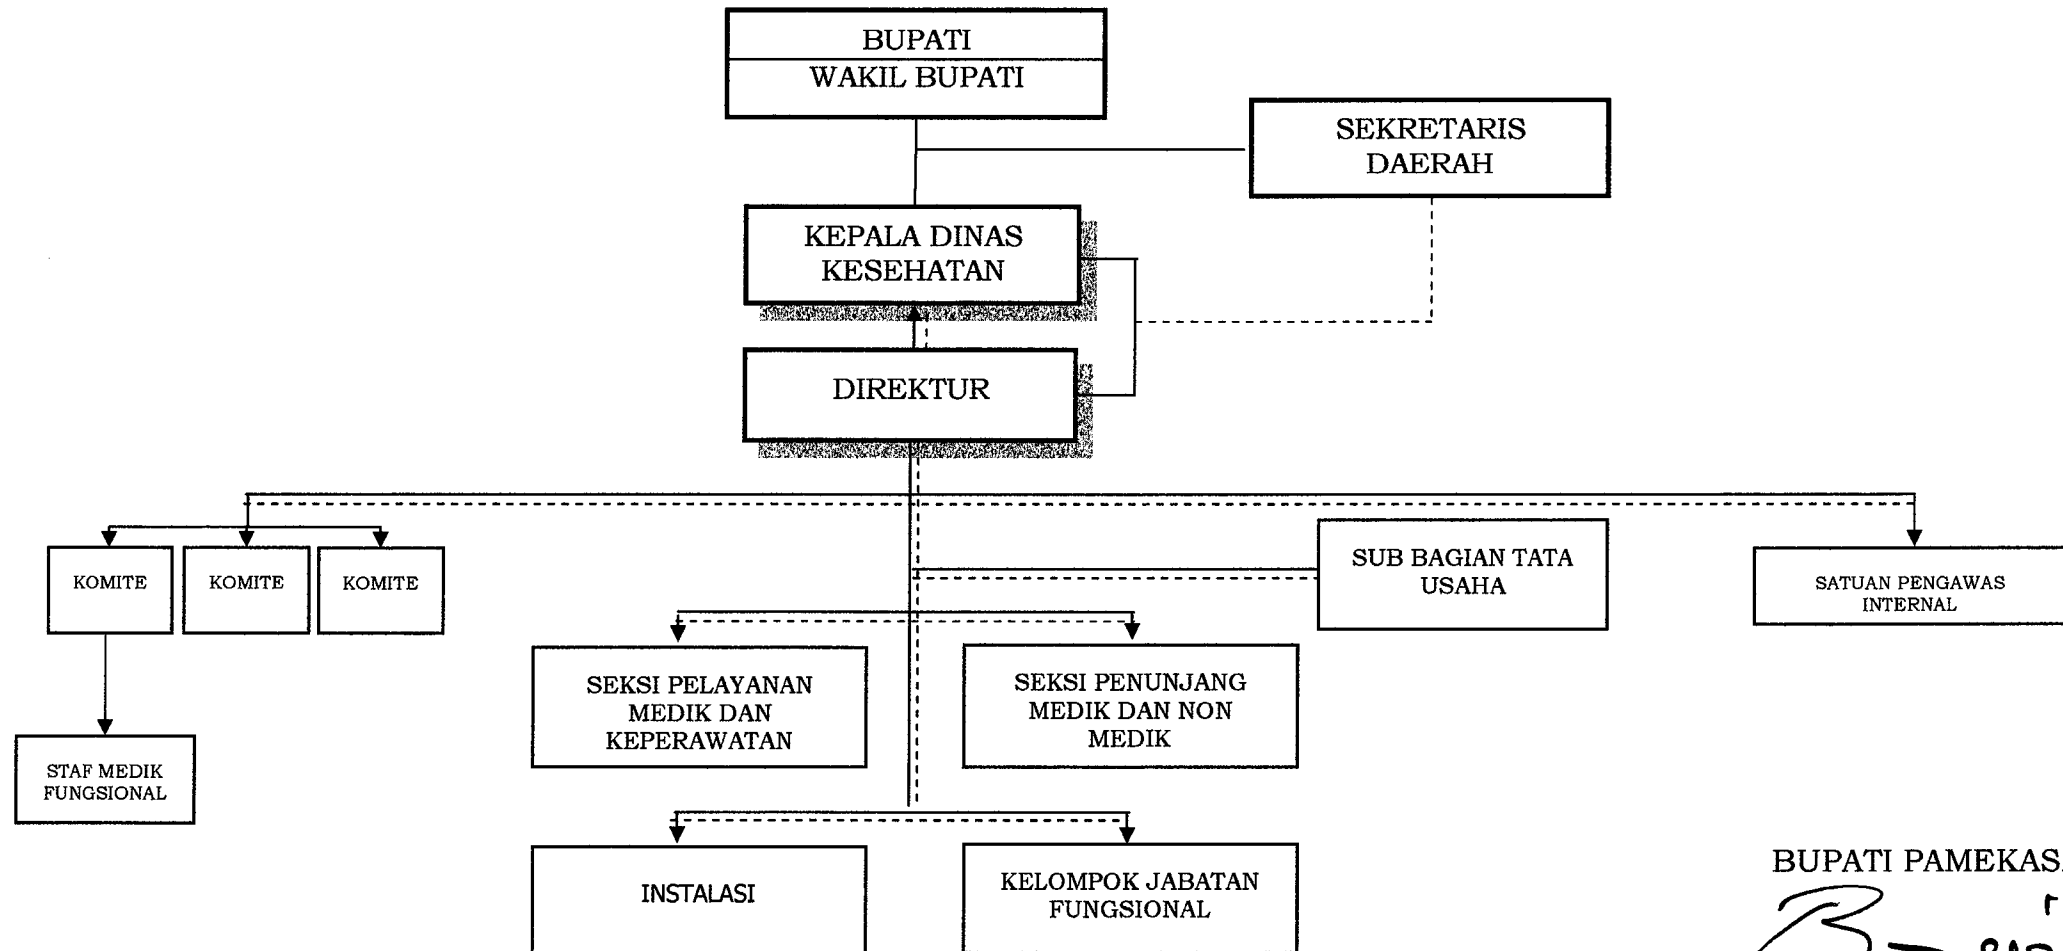 BUPATI
WAKIL BUPATI
SEKRETARIS
DAERAH
KEPALA DINAS
KESEHATAN
DIREKTUR
KOMITE
KOMITE
KOMITE
SUB BAGIAN TATA
USAHA
SATUAN PENGAWAS
INTERNAL
SEKSI PELAYANAN
MEDIK DAN
KEPERAWATAN
SEKSI PENUNJANG
MEDIK DAN NON
MEDIK
STAF MEDIK
FUNGSIONAL
INSTALASI
KELOMPOK JABATAN
FUNGSIONAL
BUPATI PAMEKAS